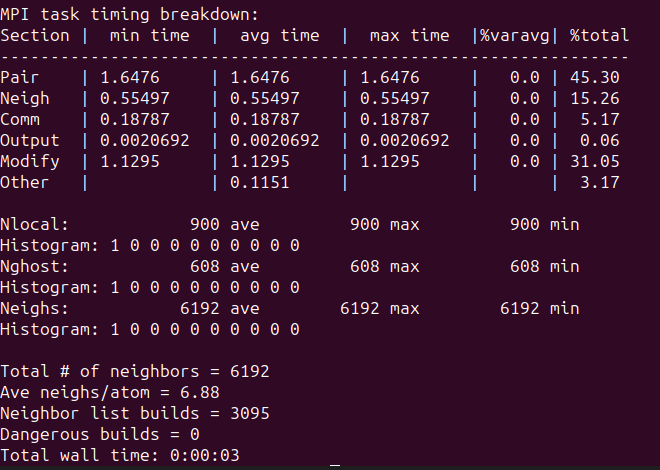 MPI task timing breakdown:
Section |  min time  |  avg time  |  max time  |%varavg| %total
---------------------------------------------------------------
Pair    | 1.6476     | 1.6476     | 1.6476     |   0.0 | 45.30
Neigh   | 0.55497    | 0.55497    | 0.55497    |   0.0 | 15.26
Comm    | 0.18787    | 0.18787    | 0.18787    |   0.0 |  5.17
Output  | 0.0020692  | 0.0020692  | 0.0020692  |   0.0 |  0.06
Modify  | 1.1295     | 1.1295     | 1.1295     |   0.0 | 31.05
Other   |            | 0.1151     |            |       |  3.17

Nlocal:            900 ave         900 max         900 min
Histogram: 1 0 0 0 0 0 0 0 0 0
Nghost:            608 ave         608 max         608 min
Histogram: 1 0 0 0 0 0 0 0 0 0
Neighs:           6192 ave        6192 max        6192 min
Histogram: 1 0 0 0 0 0 0 0 0 0

Total # of neighbors = 6192
Ave neighs/atom = 6.88
Neighbor list builds = 3095
Dangerous builds = 0
Total wall time: 0:00:03